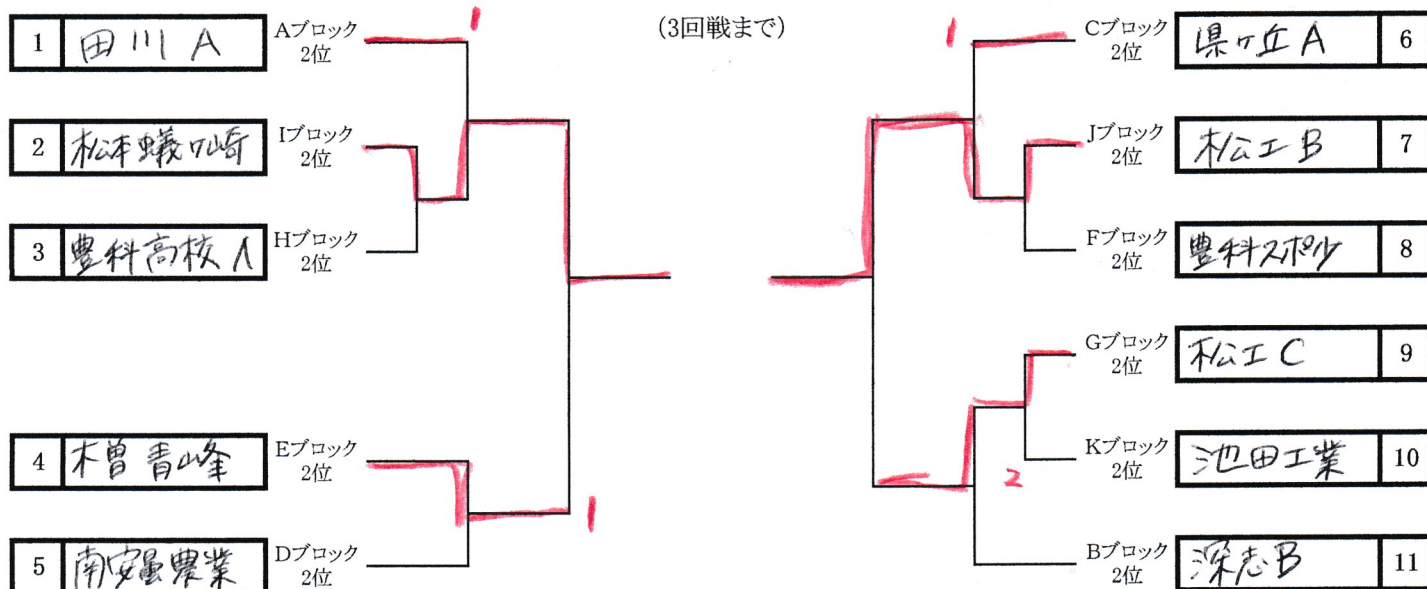 (3回戦まで)
1 田川 A Aブロック 2位 1
2 松本蟻ヶ崎 Iブロック 2位
3 豊科高校 A Hブロック 2位
4 木曽青峰 Eブロック 2位
1
5 南安曇農業 Dブロック 2位
1 Cブロック 2位 県ヶ丘 A 6
Jブロック 2位 松工 B 7
Fブロック 2位 豊科スポ少 8
Gブロック 2位 松工 C 9
2 Kブロック 2位 池田工業 10
Bブロック 2位 深志B 11